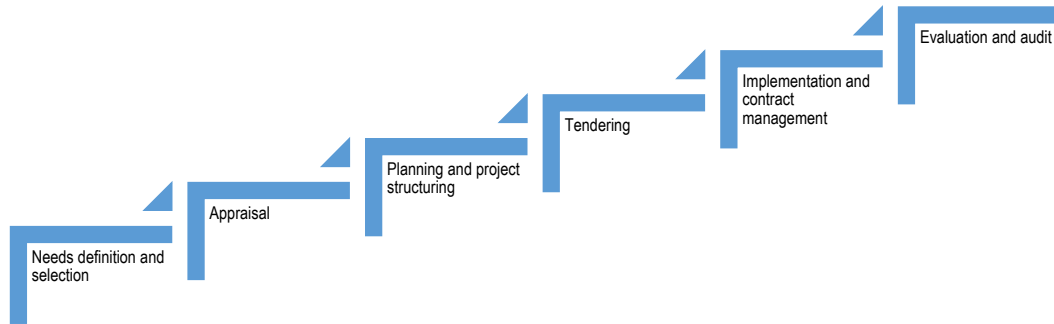 Needs definition and
selection
Appraisal
Planning and project
structuring
Tendering
Implementation and
contract
management
Evaluation and audit